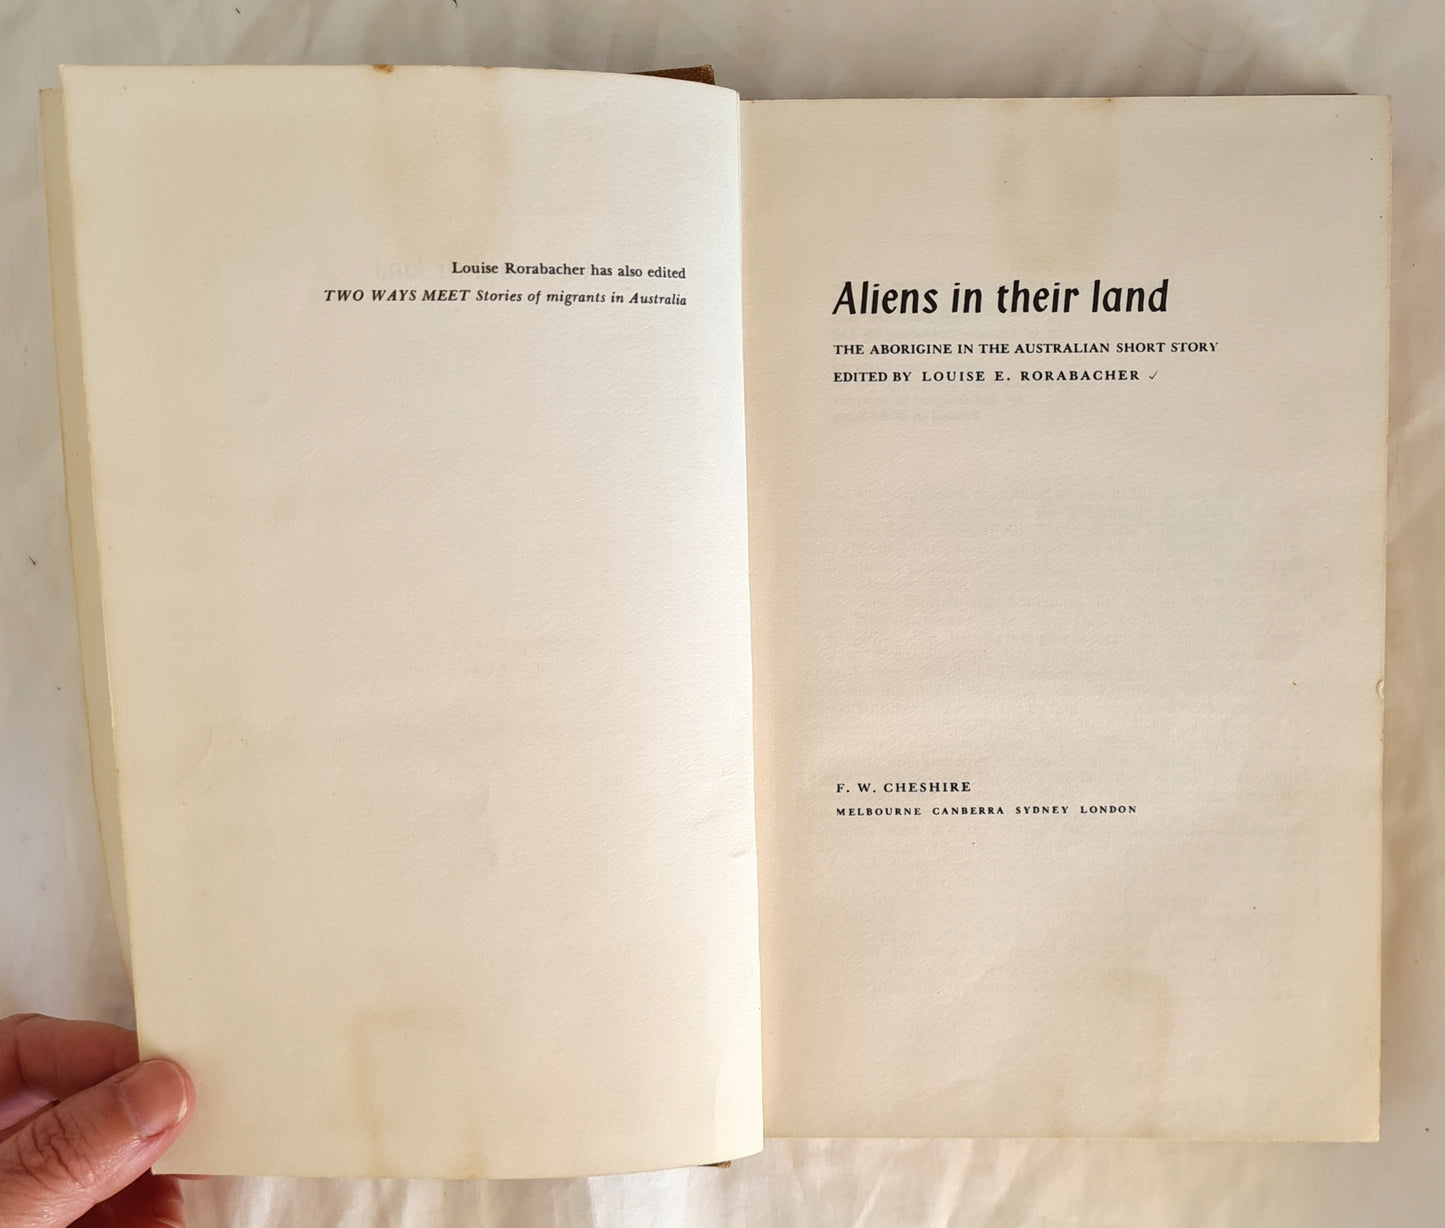 Louise Rorabacher has also edited
TWO WAYS MEET Stories of migrants in Australia
Aliens in their land
THE ABORIGINE IN THE AUSTRALIAN SHORT STORY
EDITED BY LOUISE E. RORABACHER ✓
F. W. CHESHIRE
MELBOURNE CANBERRA SYDNEY LONDON